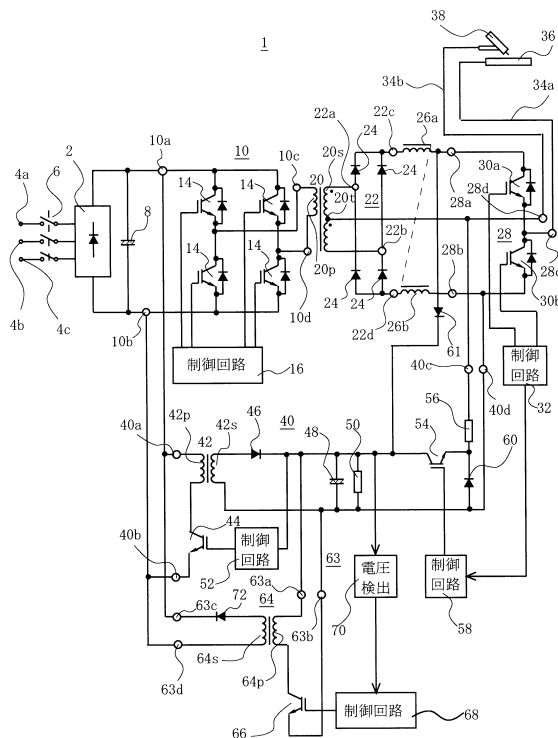 38
36
1
34b
34a
22a
22c
26a
10a
10
10c
20s
24
24
30a
2
20
28d
4a
6
14
14
22
28a
20t
8
22b
28
14
14
28b
28c
20p
24
24
30b
4b
4c
10b
10d
22d
26b
61
制御回路
16
40c
40d
制御
回路
32
42p
46
40
56
40a
42
42s
48
50
54
60
44
40b
制御
回路
52
63
63a
電圧
検出
70
制御
回路
58
72
64
63c
63b
63d
64s
64p
66
制御回路
68